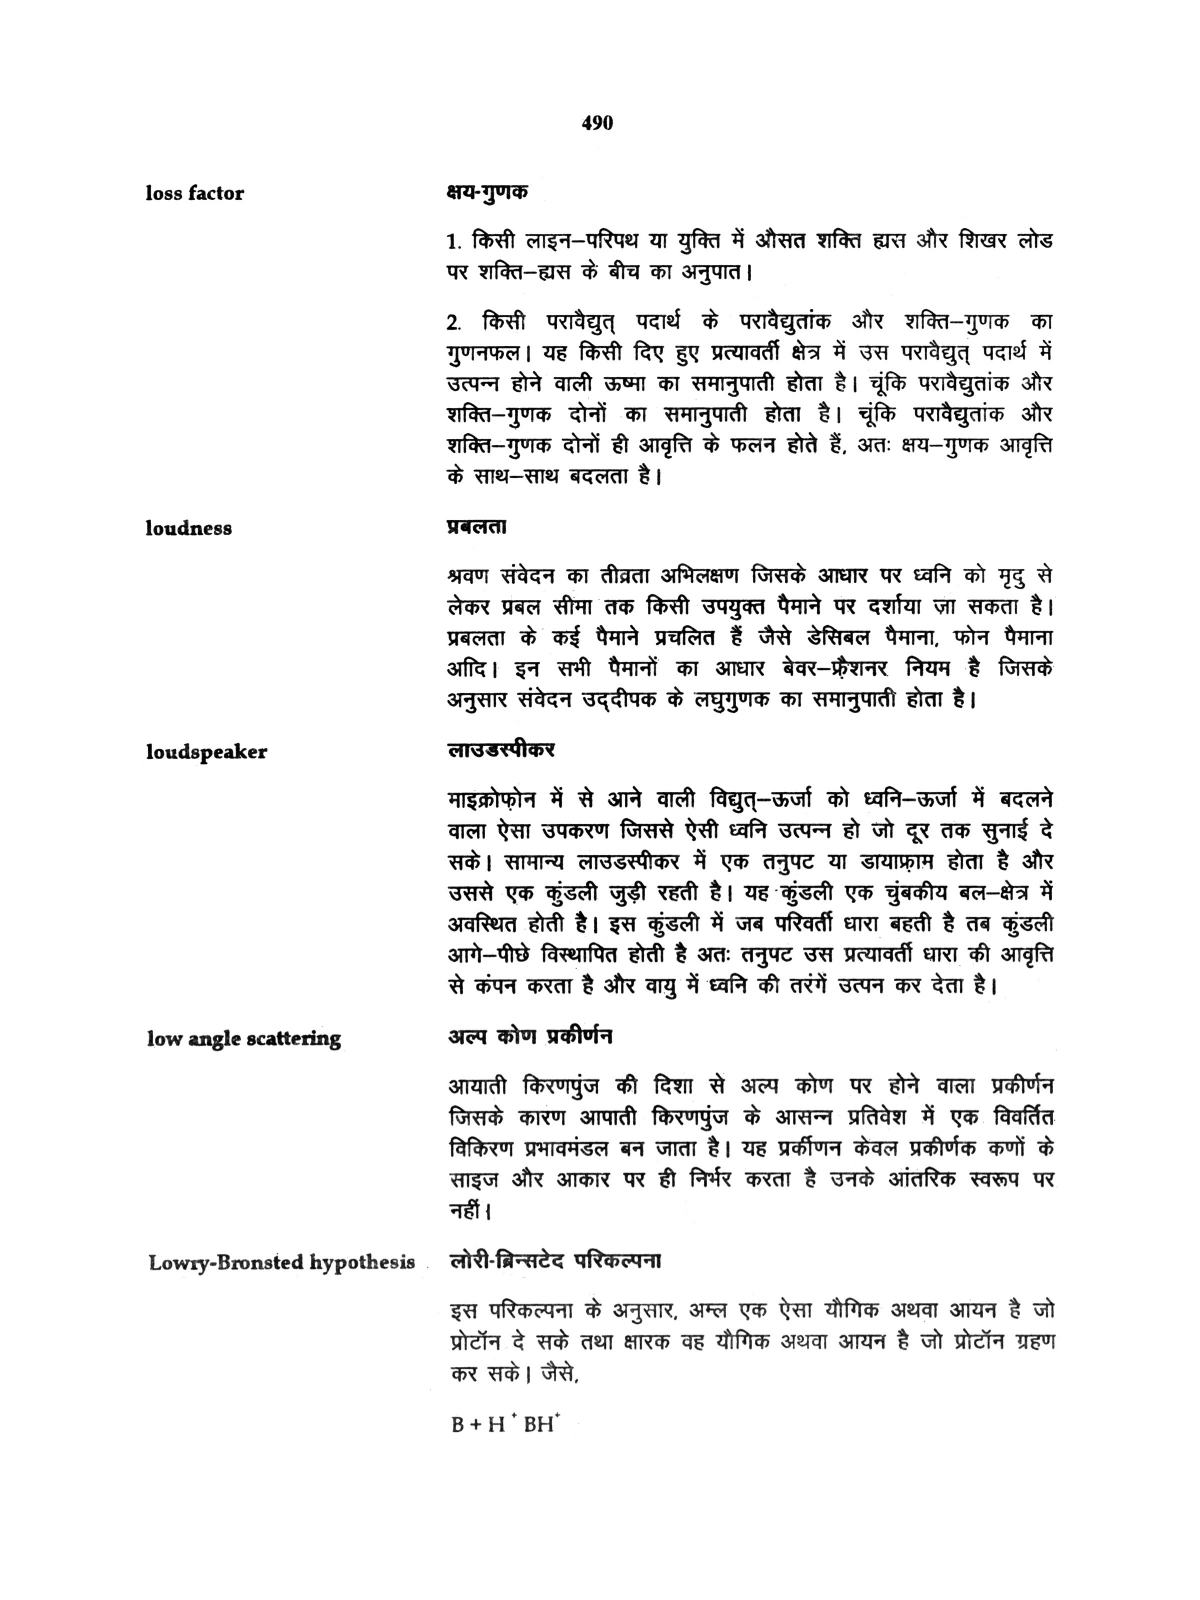 490
loss factor क्षय-गुणक
1. किसी लाइन–परिपथ या युक्ति में औसत शक्ति ह्यस और शिखर लोड
पर शक्ति–ह्यस के बीच का अनुपात।
2. किसी परावैद्युत् पदार्थ के परावैद्युतांक और शक्ति–गुणक का
गुणनफल। यह किसी दिए हुए प्रत्यावर्ती क्षेत्र में उस परावैद्युत् पदार्थ में
उत्पन्न होने वाली ऊष्मा का समानुपाती होता है। चूंकि परावैद्युतांक और
शक्ति–गुणक दोनों का समानुपाती होता है। चूंकि परावैद्युतांक और
शक्ति–गुणक दोनों ही आवृत्ति के फलन होते हैं, अतः क्षय–गुणक आवृत्ति
के साथ–साथ बदलता है।
loudness प्रबलता
श्रवण संवेदन का तीव्रता अभिलक्षण जिसके आधार पर ध्वनि को मृदु से
लेकर प्रबल सीमा तक किसी उपयुक्त पैमाने पर दर्शाया जा सकता है।
प्रबलता के कई पैमाने प्रचलित हैं जैसे डेसिबल पैमाना, फोन पैमाना
आदि। इन सभी पैमानों का आधार बेवर–फ़ैशनर नियम है जिसके
अनुसार संवेदन उद्दीपक के लघुगुणक का समानुपाती होता है।
loudspeaker लाउडस्पीकर
माइक्रोफ़ोन में से आने वाली विद्युत्–ऊर्जा को ध्वनि–ऊर्जा में बदलने
वाला ऐसा उपकरण जिससे ऐसी ध्वनि उत्पन्न हो जो दूर तक सुनाई दे
सके। सामान्य लाउडस्पीकर में एक तनुपट या डायाफ़्राम होता है और
उससे एक कुंडली जुड़ी रहती है। यह कुंडली एक चुंबकीय बल–क्षेत्र में
अवस्थित होती है। इस कुंडली में जब परिवर्ती धारा बहती है तब कुंडली
आगे–पीछे विस्थापित होती है अतः तनुपट उस प्रत्यावर्ती धारा की आवृत्ति
से कंपन करता है और वायु में ध्वनि की तरंगें उत्पन कर देता है।
low angle scattering अल्प कोण प्रकीर्णन
आयाती किरणपुंज की दिशा से अल्प कोण पर होने वाला प्रकीर्णन
जिसके कारण आपाती किरणपुंज के आसन्न प्रतिवेश में एक विवर्तित
विकिरण प्रभावमंडल बन जाता है। यह प्रर्कीणन केवल प्रकीर्णक कणों के
साइज और आकार पर ही निर्भर करता है उनके आंतरिक स्वरूप पर
नहीं।
Lowry-Bronsted hypothesis लोरी-ब्रिन्सटेद परिकल्पना
इस परिकल्पना के अनुसार, अम्ल एक ऐसा यौगिक अथवा आयन है जो
प्रोटॉन दे सके तथा क्षारक वह यौगिक अथवा आयन है जो प्रोटॉन ग्रहण
कर सके। जैसे,
B + H⁺ BH⁺